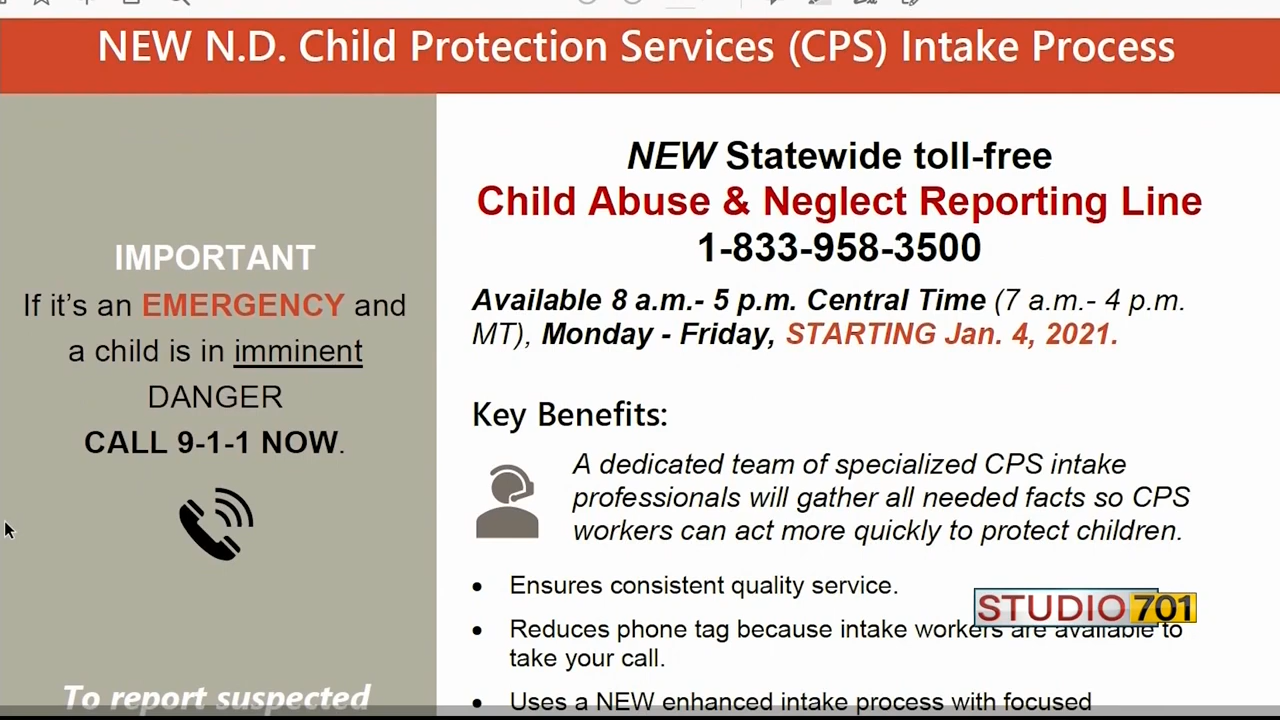 NEW N.D. Child Protection Services (CPS) Intake Process
IMPORTANT
If it’s an EMERGENCY and
a child is in imminent
DANGER
CALL 9-1-1 NOW.
To report suspected
NEW Statewide toll-free
Child Abuse & Neglect Reporting Line
1-833-958-3500
Available 8 a.m.- 5 p.m. Central Time (7 a.m.- 4 p.m.
MT), Monday - Friday, STARTING Jan. 4, 2021.
Key Benefits:
A dedicated team of specialized CPS intake
professionals will gather all needed facts so CPS
workers can act more quickly to protect children.
• Ensures consistent quality service.
• Reduces phone tag because intake workers are available to
take your call.
• Uses a NEW enhanced intake process with focused
STUDIO 701